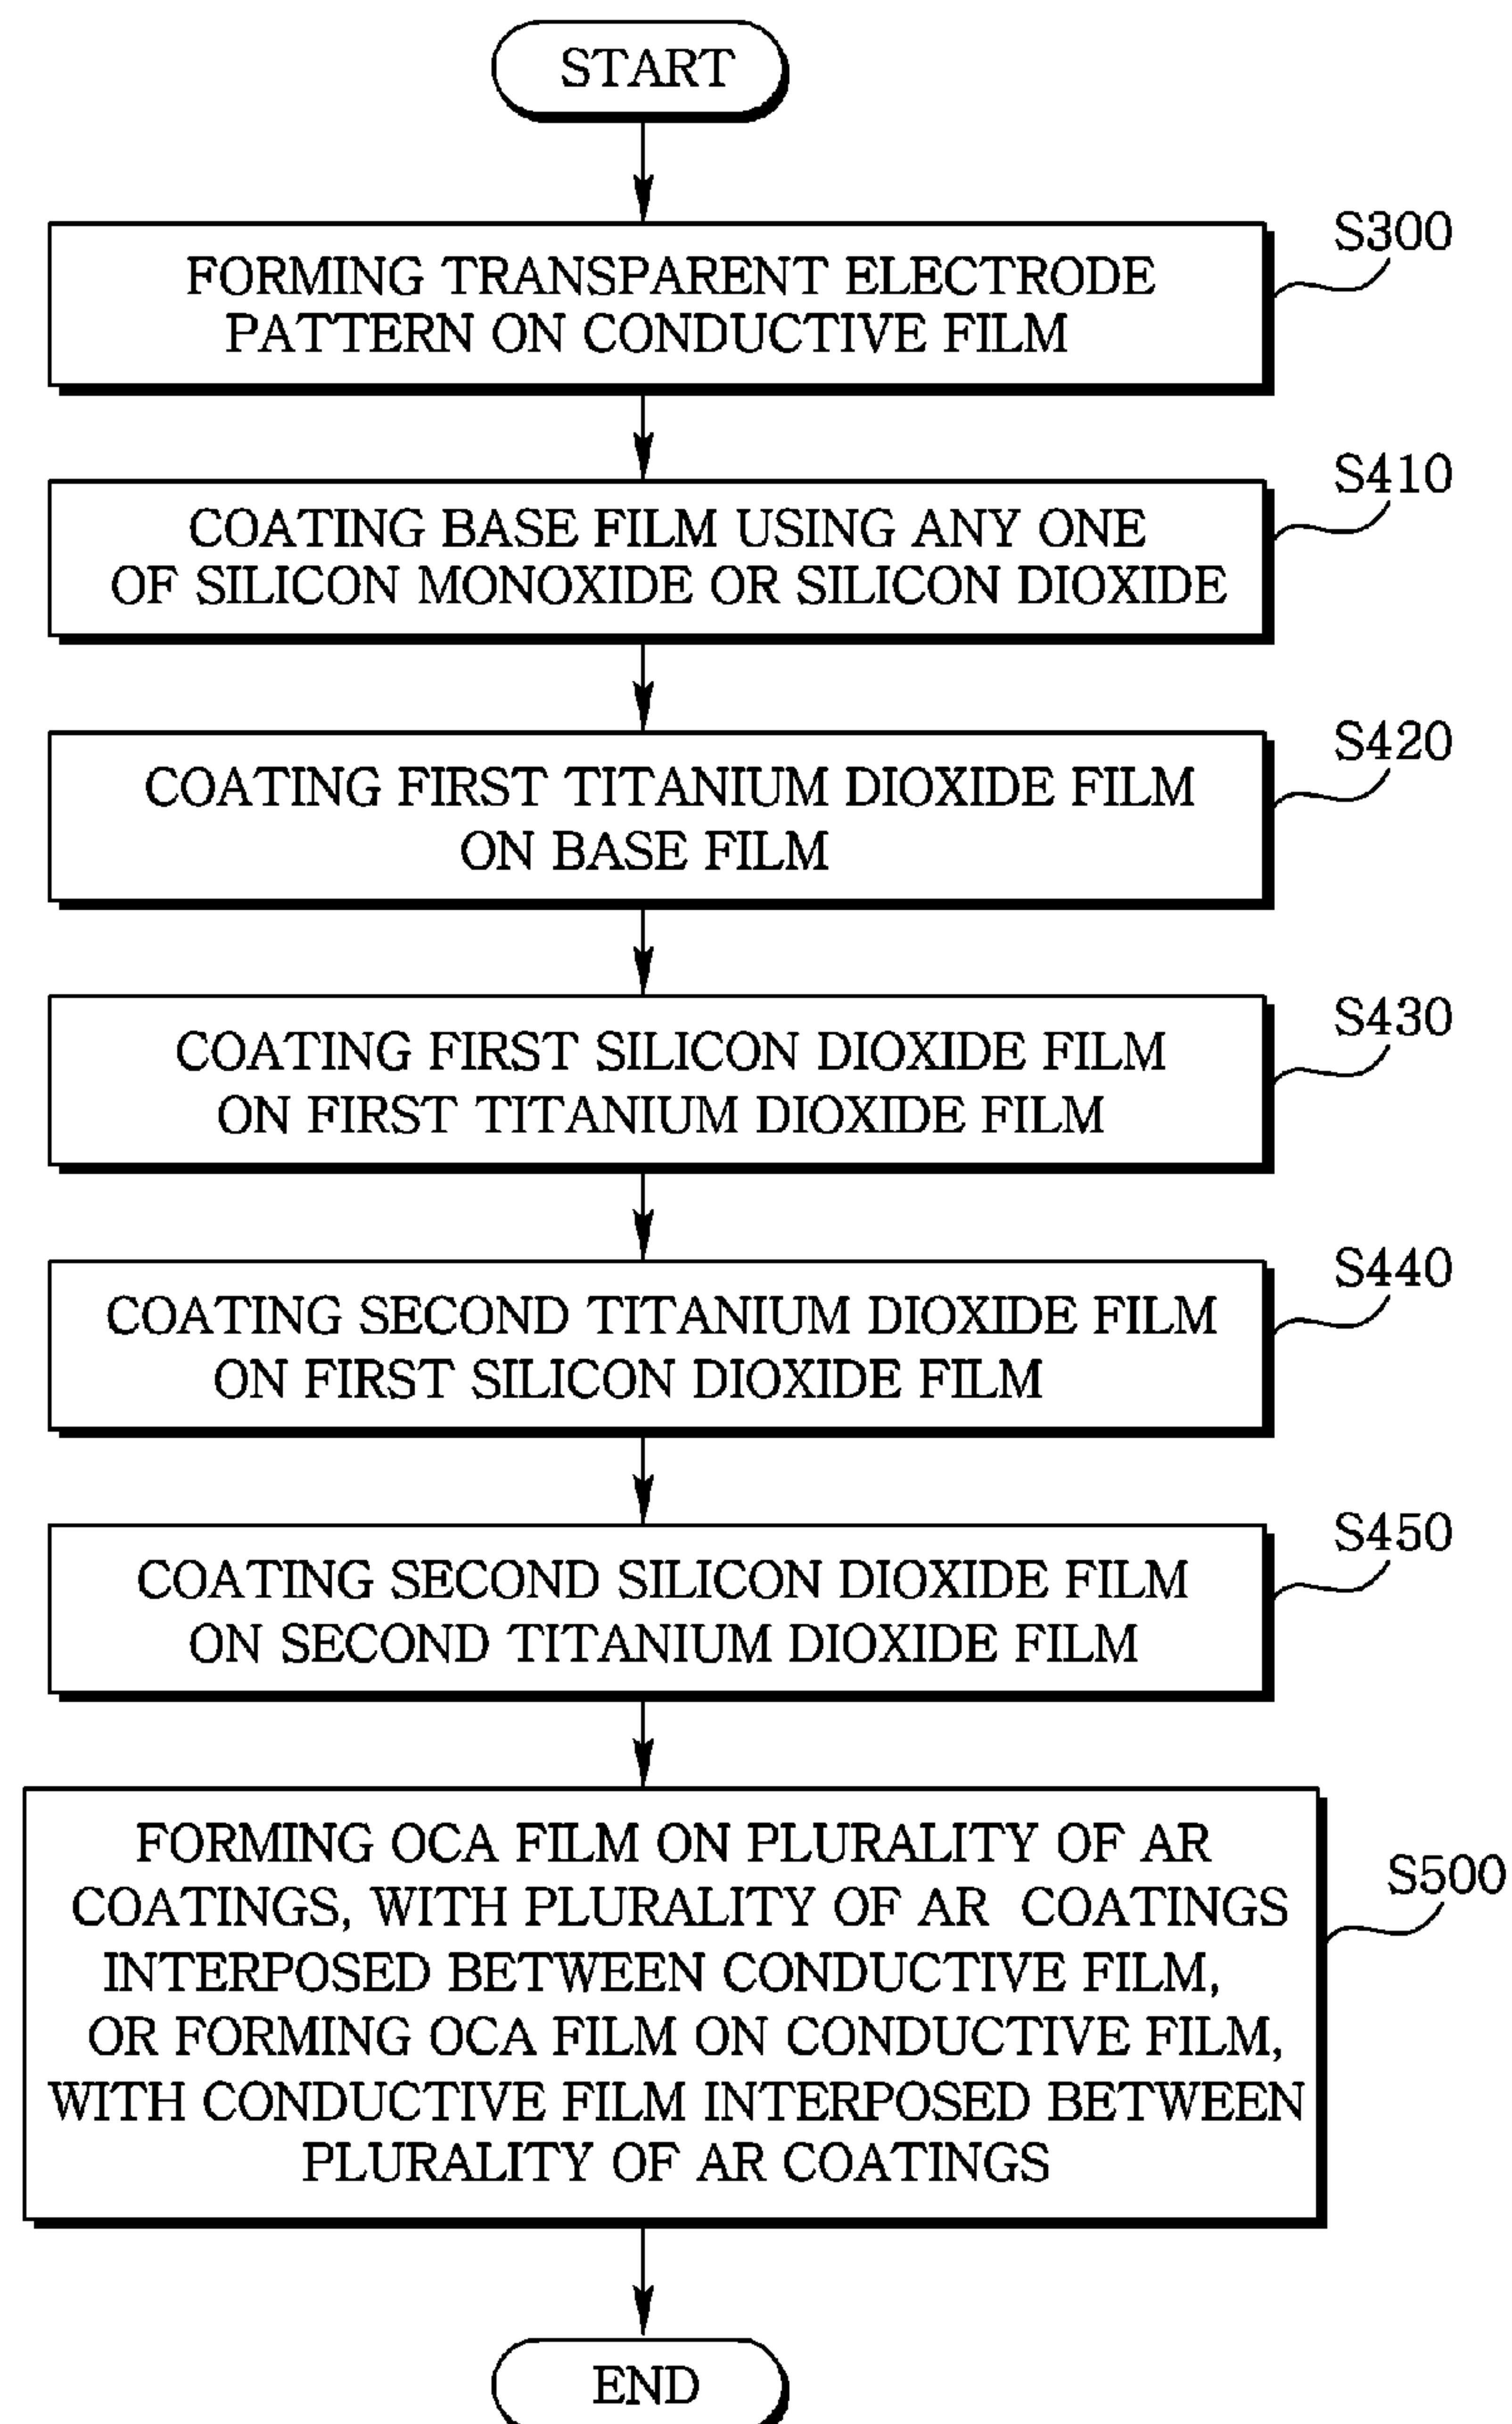 START
FORMING TRANSPARENT ELECTRODE
PATTERN ON CONDUCTIVE FILM
S300
COATING BASE FILM USING ANY ONE
OF SILICON MONOXIDE OR SILICON DIOXIDE
S410
COATING FIRST TITANIUM DIOXIDE FILM
ON BASE FILM
S420
COATING FIRST SILICON DIOXIDE FILM
ON FIRST TITANIUM DIOXIDE FILM
S430
COATING SECOND TITANIUM DIOXIDE FILM
ON FIRST SILICON DIOXIDE FILM
S440
COATING SECOND SILICON DIOXIDE FILM
ON SECOND TITANIUM DIOXIDE FILM
S450
FORMING OCA FILM ON PLURALITY OF AR
COATINGS, WITH PLURALITY OF AR COATINGS
INTERPOSED BETWEEN CONDUCTIVE FILM,
OR FORMING OCA FILM ON CONDUCTIVE FILM,
WITH CONDUCTIVE FILM INTERPOSED BETWEEN
PLURALITY OF AR COATINGS
S500
END